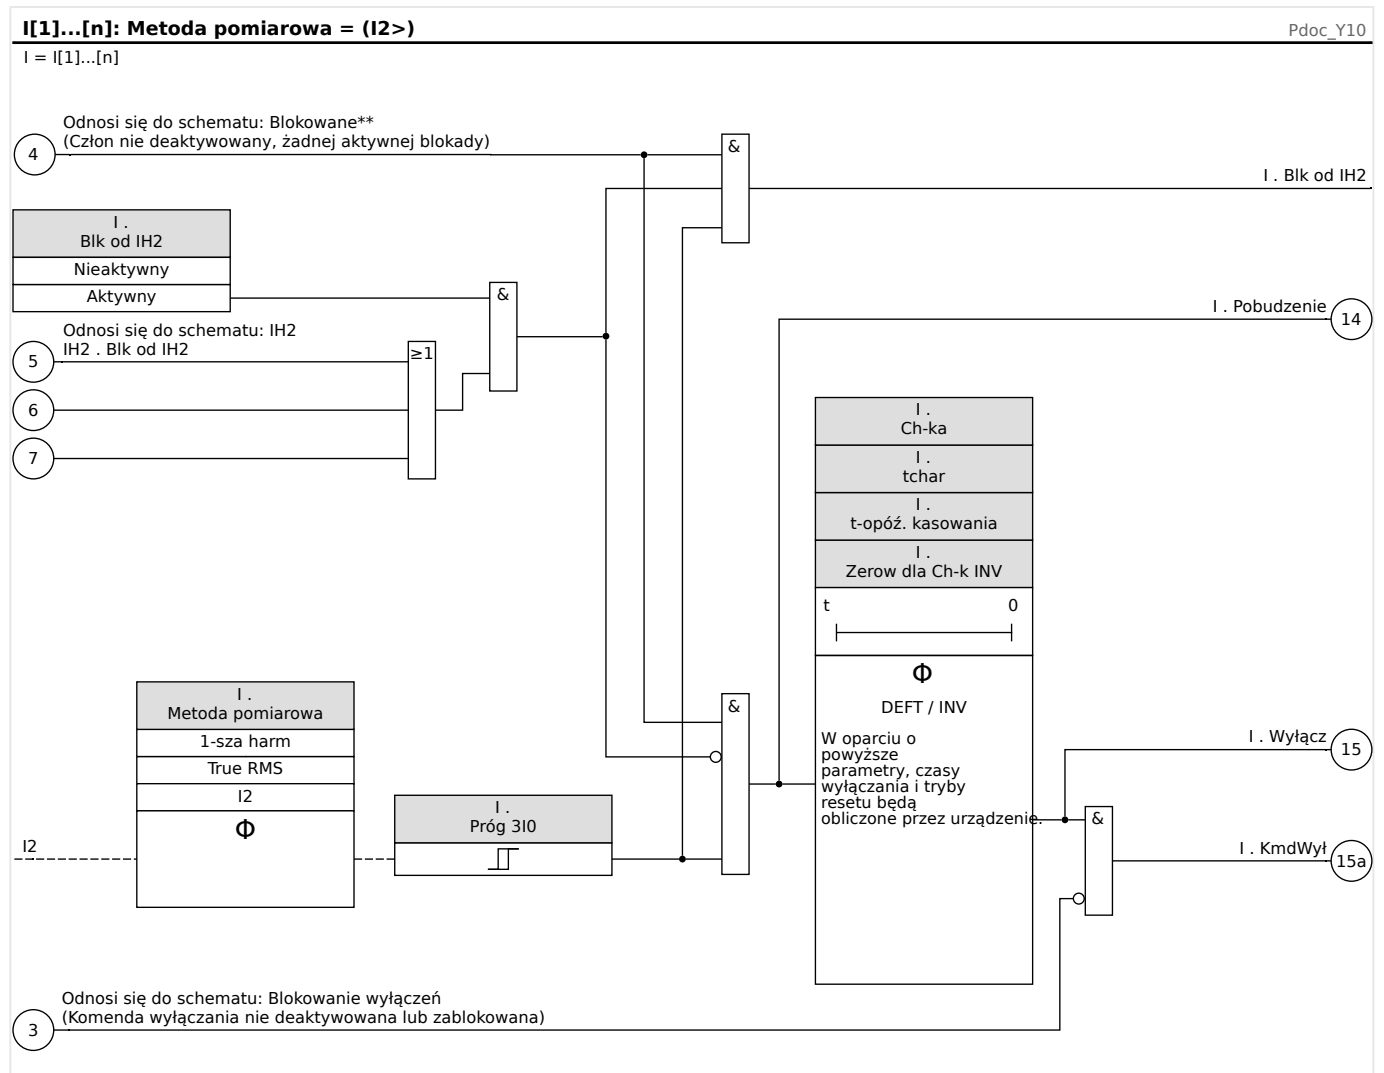 I[1]...[n]: Metoda pomiarowa = (I2>)
Pdoc_Y10
I = I[1]...[n]
Odnosi się do schematu: Blokowane**
(Człon nie deaktywowany, żadnej aktywnej blokady)
4
&
I . Blk od IH2
I .
Blk od IH2
Nieaktywny
Aktywny
&
I . Pobudzenie
14
Odnosi się do schematu: IH2
IH2 . Blk od IH2
5
≥1
6
7
I .
Ch-ka
I .
tchar
I .
t-opóź. kasowania
I .
Zerow dla Ch-k INV
t 0
Φ
DEFT / INV
W oparciu o
powyższe
parametry, czasy
wyłączania i tryby
resetu będą
obliczone przez urządzenie.
I .
Metoda pomiarowa
1-sza harm
True RMS
I2
Φ
I2
I .
Próg 3I0
&
I . Wyłącz
15
&
I . KmdWył
15a
Odnosi się do schematu: Blokowanie wyłączeń
(Komenda wyłączania nie deaktywowana lub zablokowana)
3